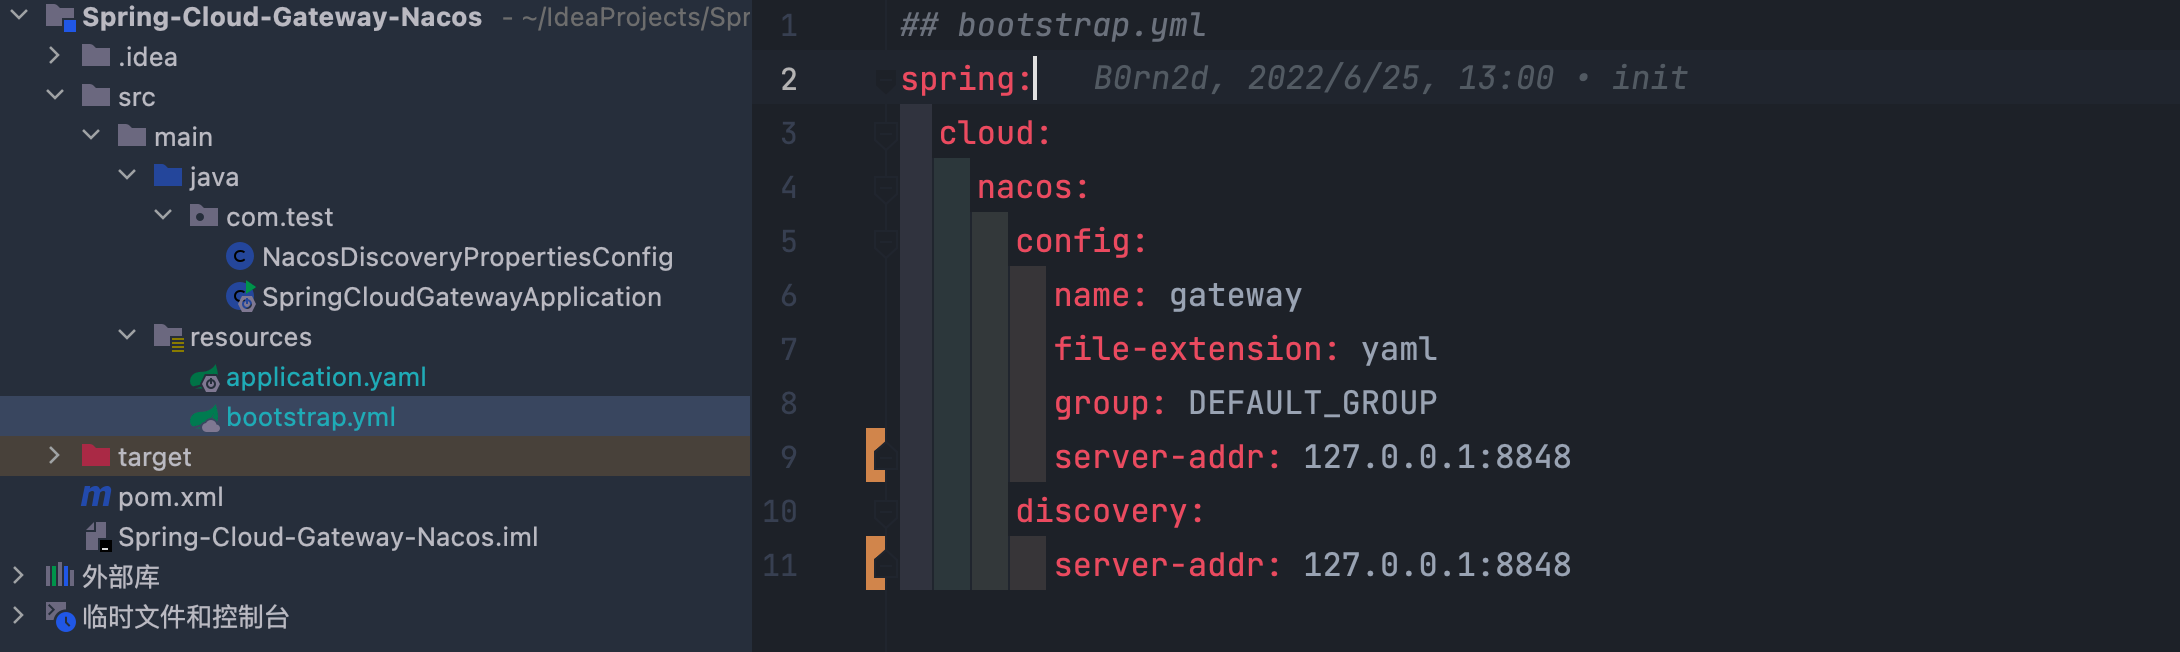 Spring-Cloud-Gateway-Nacos - ~/IdeaProjects/Spr
.idea
src
main
java
com.test
NacosDiscoveryPropertiesConfig
SpringCloudGatewayApplication
resources
application.yaml
bootstrap.yml
target
pom.xml
Spring-Cloud-Gateway-Nacos.iml
外部库
临时文件和控制台
1 ## bootstrap.yml
2 spring: B0rn2d, 2022/6/25, 13:00 • init
3 cloud:
4 nacos:
5 config:
6 name: gateway
7 file-extension: yaml
8 group: DEFAULT_GROUP
9 server-addr: 127.0.0.1:8848
10 discovery:
11 server-addr: 127.0.0.1:8848